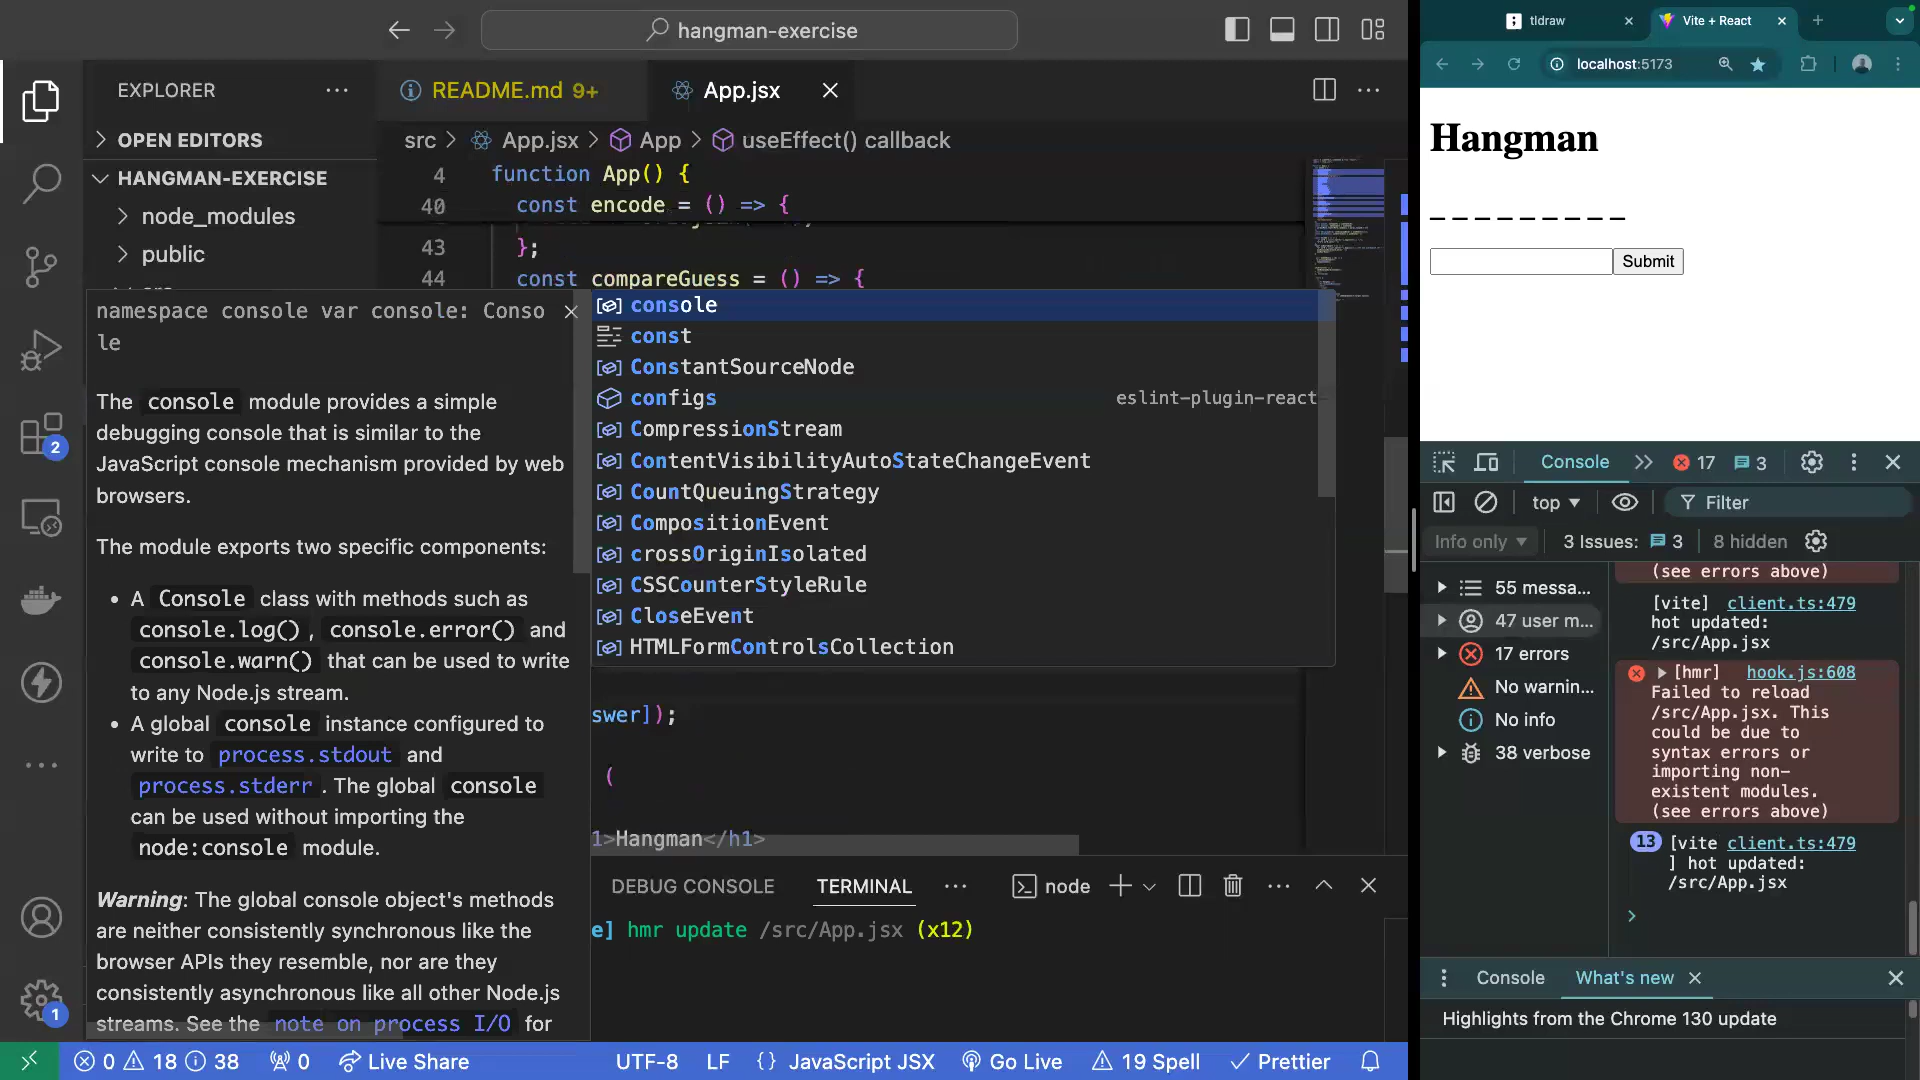 hangman-exercise
EXPLORER
OPEN EDITORS
HANGMAN-EXERCISE
node_modules
public
README.md 9+
App.jsx
src > App.jsx > App > useEffect() callback
4 function App() {
40 const encode = () => {
43 };
44 const compareGuess = () => {
namespace console var console: Conso
le
The console module provides a simple
debugging console that is similar to the
JavaScript console mechanism provided by web
browsers.
The module exports two specific components:
• A Console class with methods such as
console.log() , console.error() and
console.warn() that can be used to write
to any Node.js stream.
• A global console instance configured to
write to process.stdout and
process.stderr . The global console
can be used without importing the
node:console module.
Warning: The global console object's methods
are neither consistently synchronous like the
browser APIs they resemble, nor are they
consistently asynchronous like all other Node.js
streams. See the note on process I/O for
console
const
ConstantSourceNode
configs eslint-plugin-react
CompressionStream
ContentVisibilityAutoStateChangeEvent
CountQueuingStrategy
CompositionEvent
crossOriginIsolated
CSSCounterStyleRule
CloseEvent
HTMLFormControlsCollection
swer]);
(
1>Hangman</h1>
DEBUG CONSOLE TERMINAL node
e] hmr update /src/App.jsx (x12)
2
1
0 18 38 0 Live Share
UTF-8 LF {} JavaScript JSX Go Live 19 Spell Prettier
tldraw
Vite + React
localhost:5173
Hangman
_ _ _ _ _ _ _ _ _
Submit
Console 17 3
top Filter
Info only 3 Issues: 3 8 hidden
55 messa...
47 user m...
17 errors
No warnin...
No info
38 verbose
(see errors above)
[vite] client.ts:479
hot updated:
/src/App.jsx
[hmr] hook.js:608
Failed to reload
/src/App.jsx. This
could be due to
syntax errors or
importing non-
existent modules.
(see errors above)
13 [vite client.ts:479
] hot updated:
/src/App.jsx
Console What's new
Highlights from the Chrome 130 update